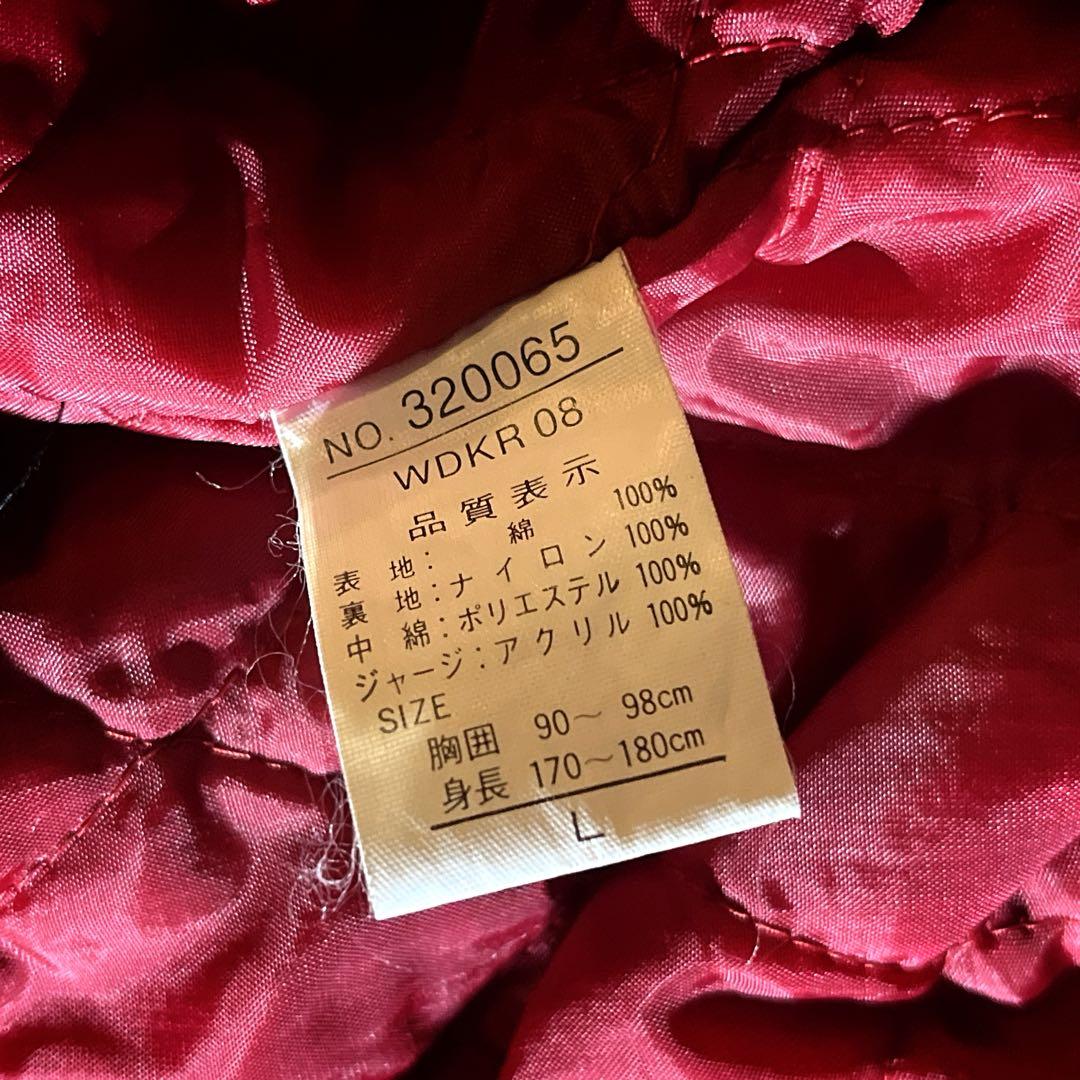 NO. 320065
WDKR 08
品質表示
表 地: 綿 100%
裏 地:ナイロン 100%
中 綿:ポリエステル 100%
ジャージ:アクリル 100%
SIZE
胸囲 90～ 98cm
身長 170～180cm
L